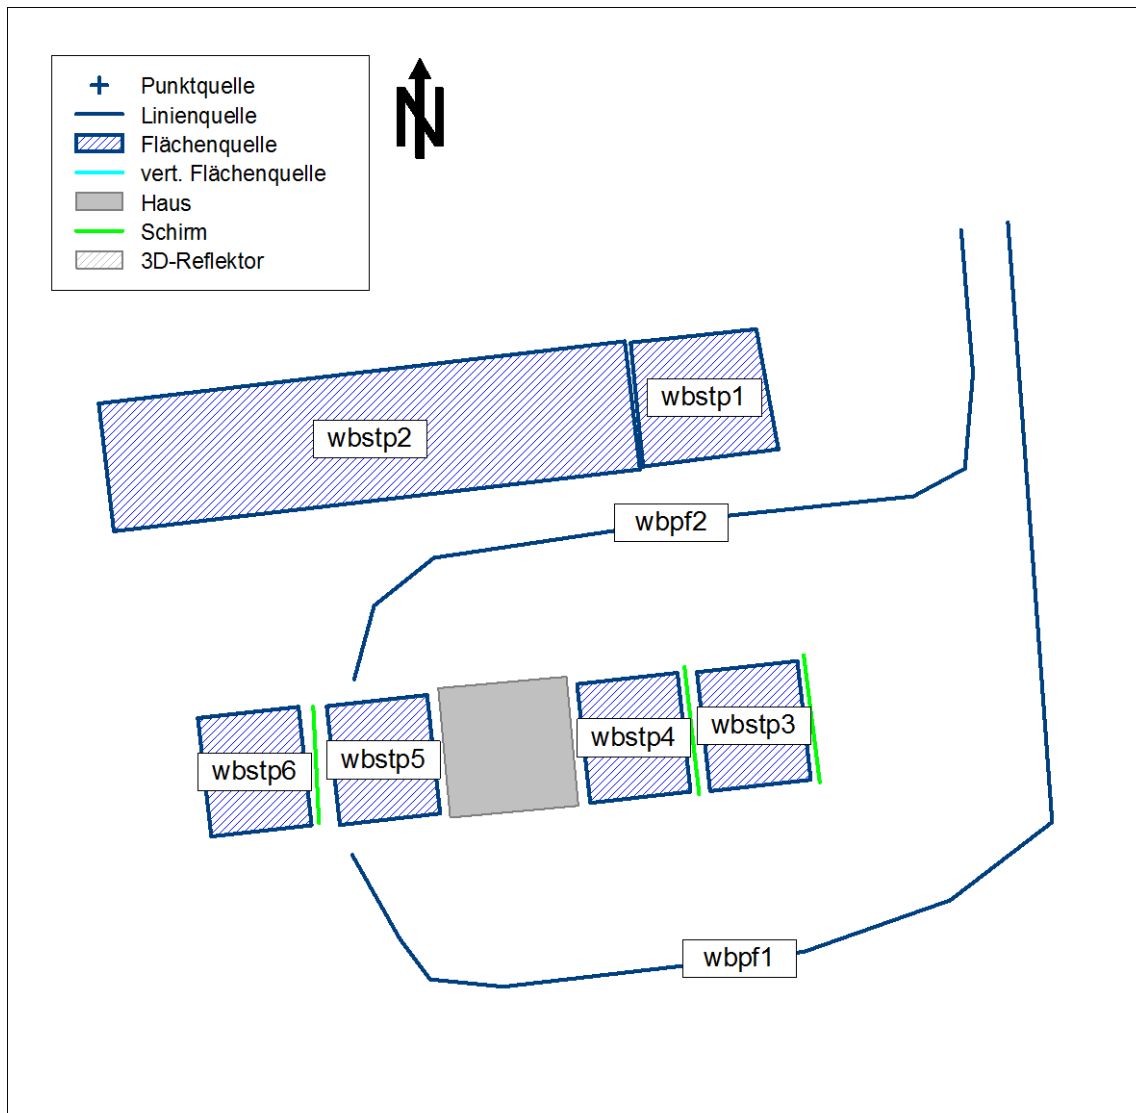 Punktquelle
Linienquelle
Flächenquelle
vert. Flächenquelle
Haus
Schirm
3D-Reflektor
N
wbstp1
wbstp2
wbpf2
wbstp3
wbstp4
wbstp5
wbstp6
wbpf1